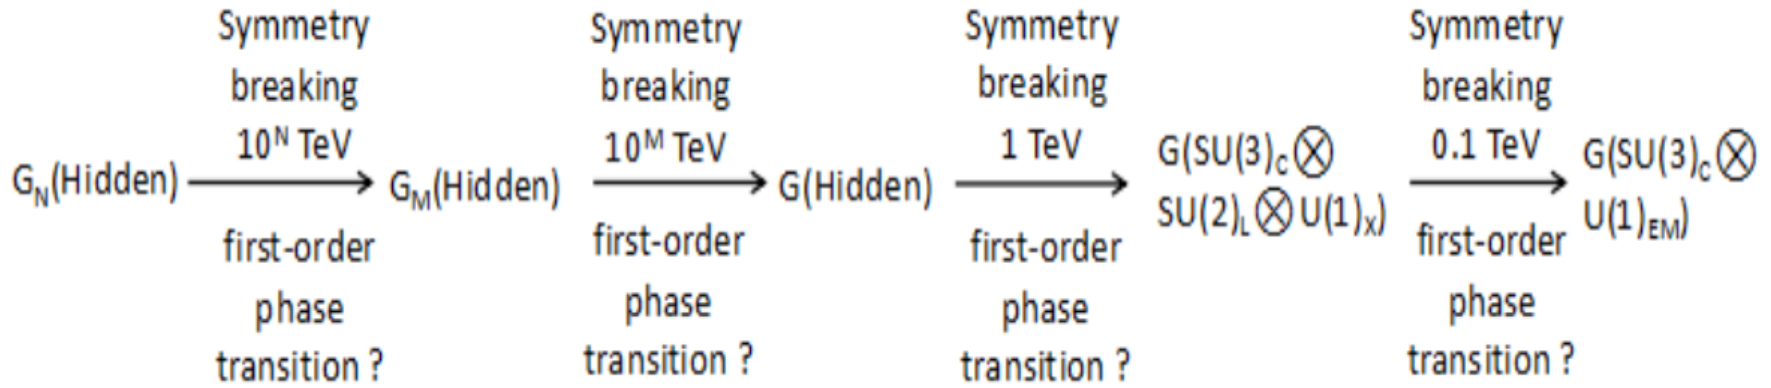 Symmetry
breaking
10ᴺ TeV
G_N(Hidden)
first-order
phase
transition ?
Symmetry
breaking
10ᴹ TeV
G_M(Hidden)
first-order
phase
transition ?
Symmetry
breaking
1 TeV
G(Hidden)
first-order
phase
transition ?
G(SU(3)_C⊗
SU(2)_L⊗U(1)_X)
Symmetry
breaking
0.1 TeV
first-order
phase
transition ?
G(SU(3)_C⊗
U(1)_EM)